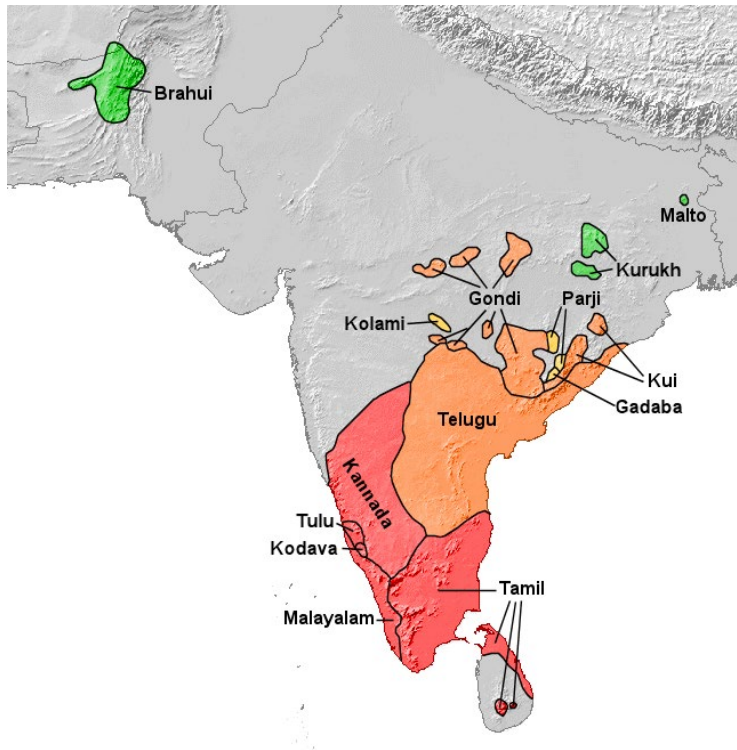 Brahui
Malto
Kurukh
Gondi
Parji
Kolami
Kui
Gadaba
Telugu
Kannada
Tulu
Kodava
Tamil
Malayalam